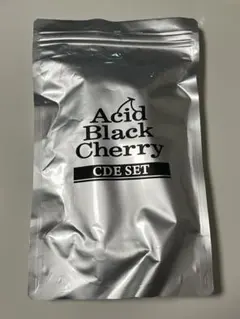 Acid
Black
Cherry
CDE SET